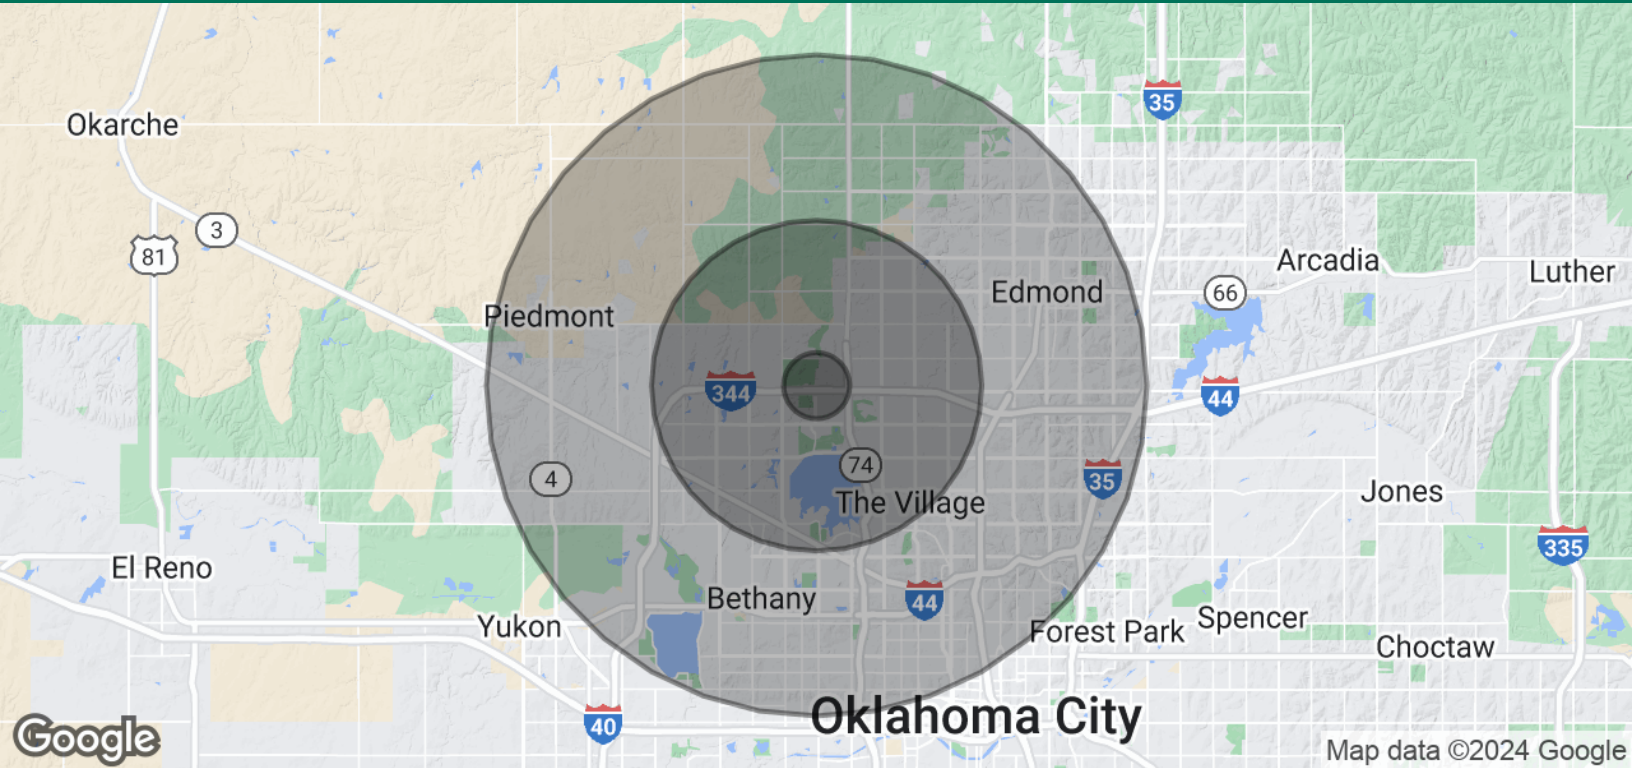 35
Okarche
3
81
Arcadia
Luther
Edmond
66
Piedmont
344
44
74
4
35
The Village
Jones
335
El Reno
Bethany
44
Yukon
Spencer
Forest Park
Choctaw
Oklahoma City
40
Google
Map data ©2024 Google